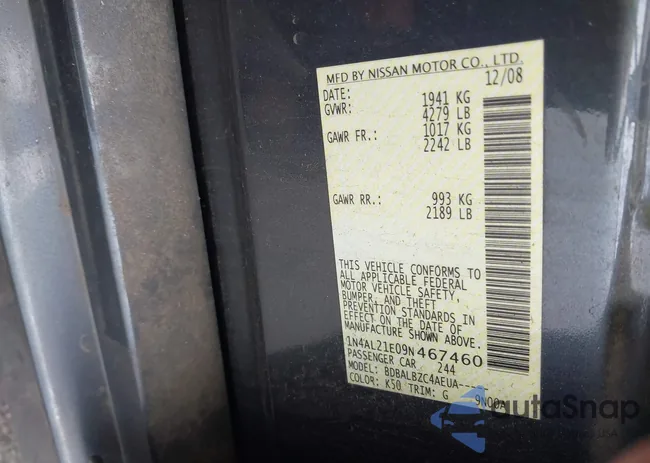 MFD BY NISSAN MOTOR CO., LTD.
DATE: 12/08
GVWR: 1941 KG
4279 LB
GAWR FR.: 1017 KG
2242 LB
GAWR RR.: 993 KG
2189 LB
THIS VEHICLE CONFORMS TO
ALL APPLICABLE FEDERAL
MOTOR VEHICLE SAFETY,
BUMPER, AND THEFT
PREVENTION STANDARDS IN
EFFECT ON THE DATE OF
MANUFACTURE SHOWN ABOVE.
1N4AL21E09N467460
PASSENGER CAR 244
MODEL: BDBALBZC4AEUA----
COLOR: K50 TRIM: G 9N00A
autaSnap